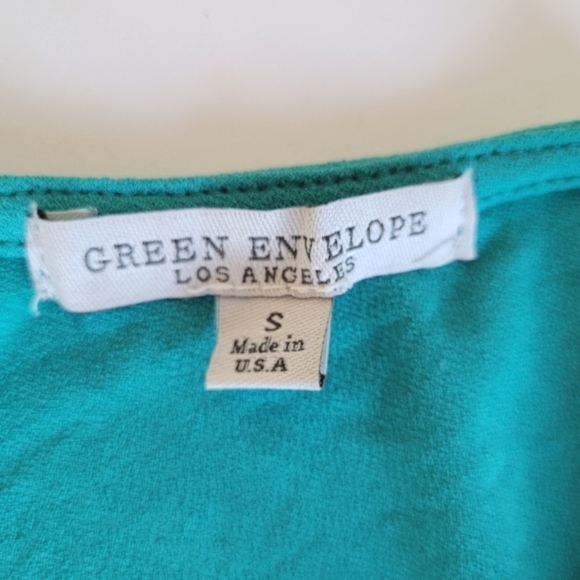 GREEN ENVELOPE
LOS ANGELES
S
Made in
U.S.A